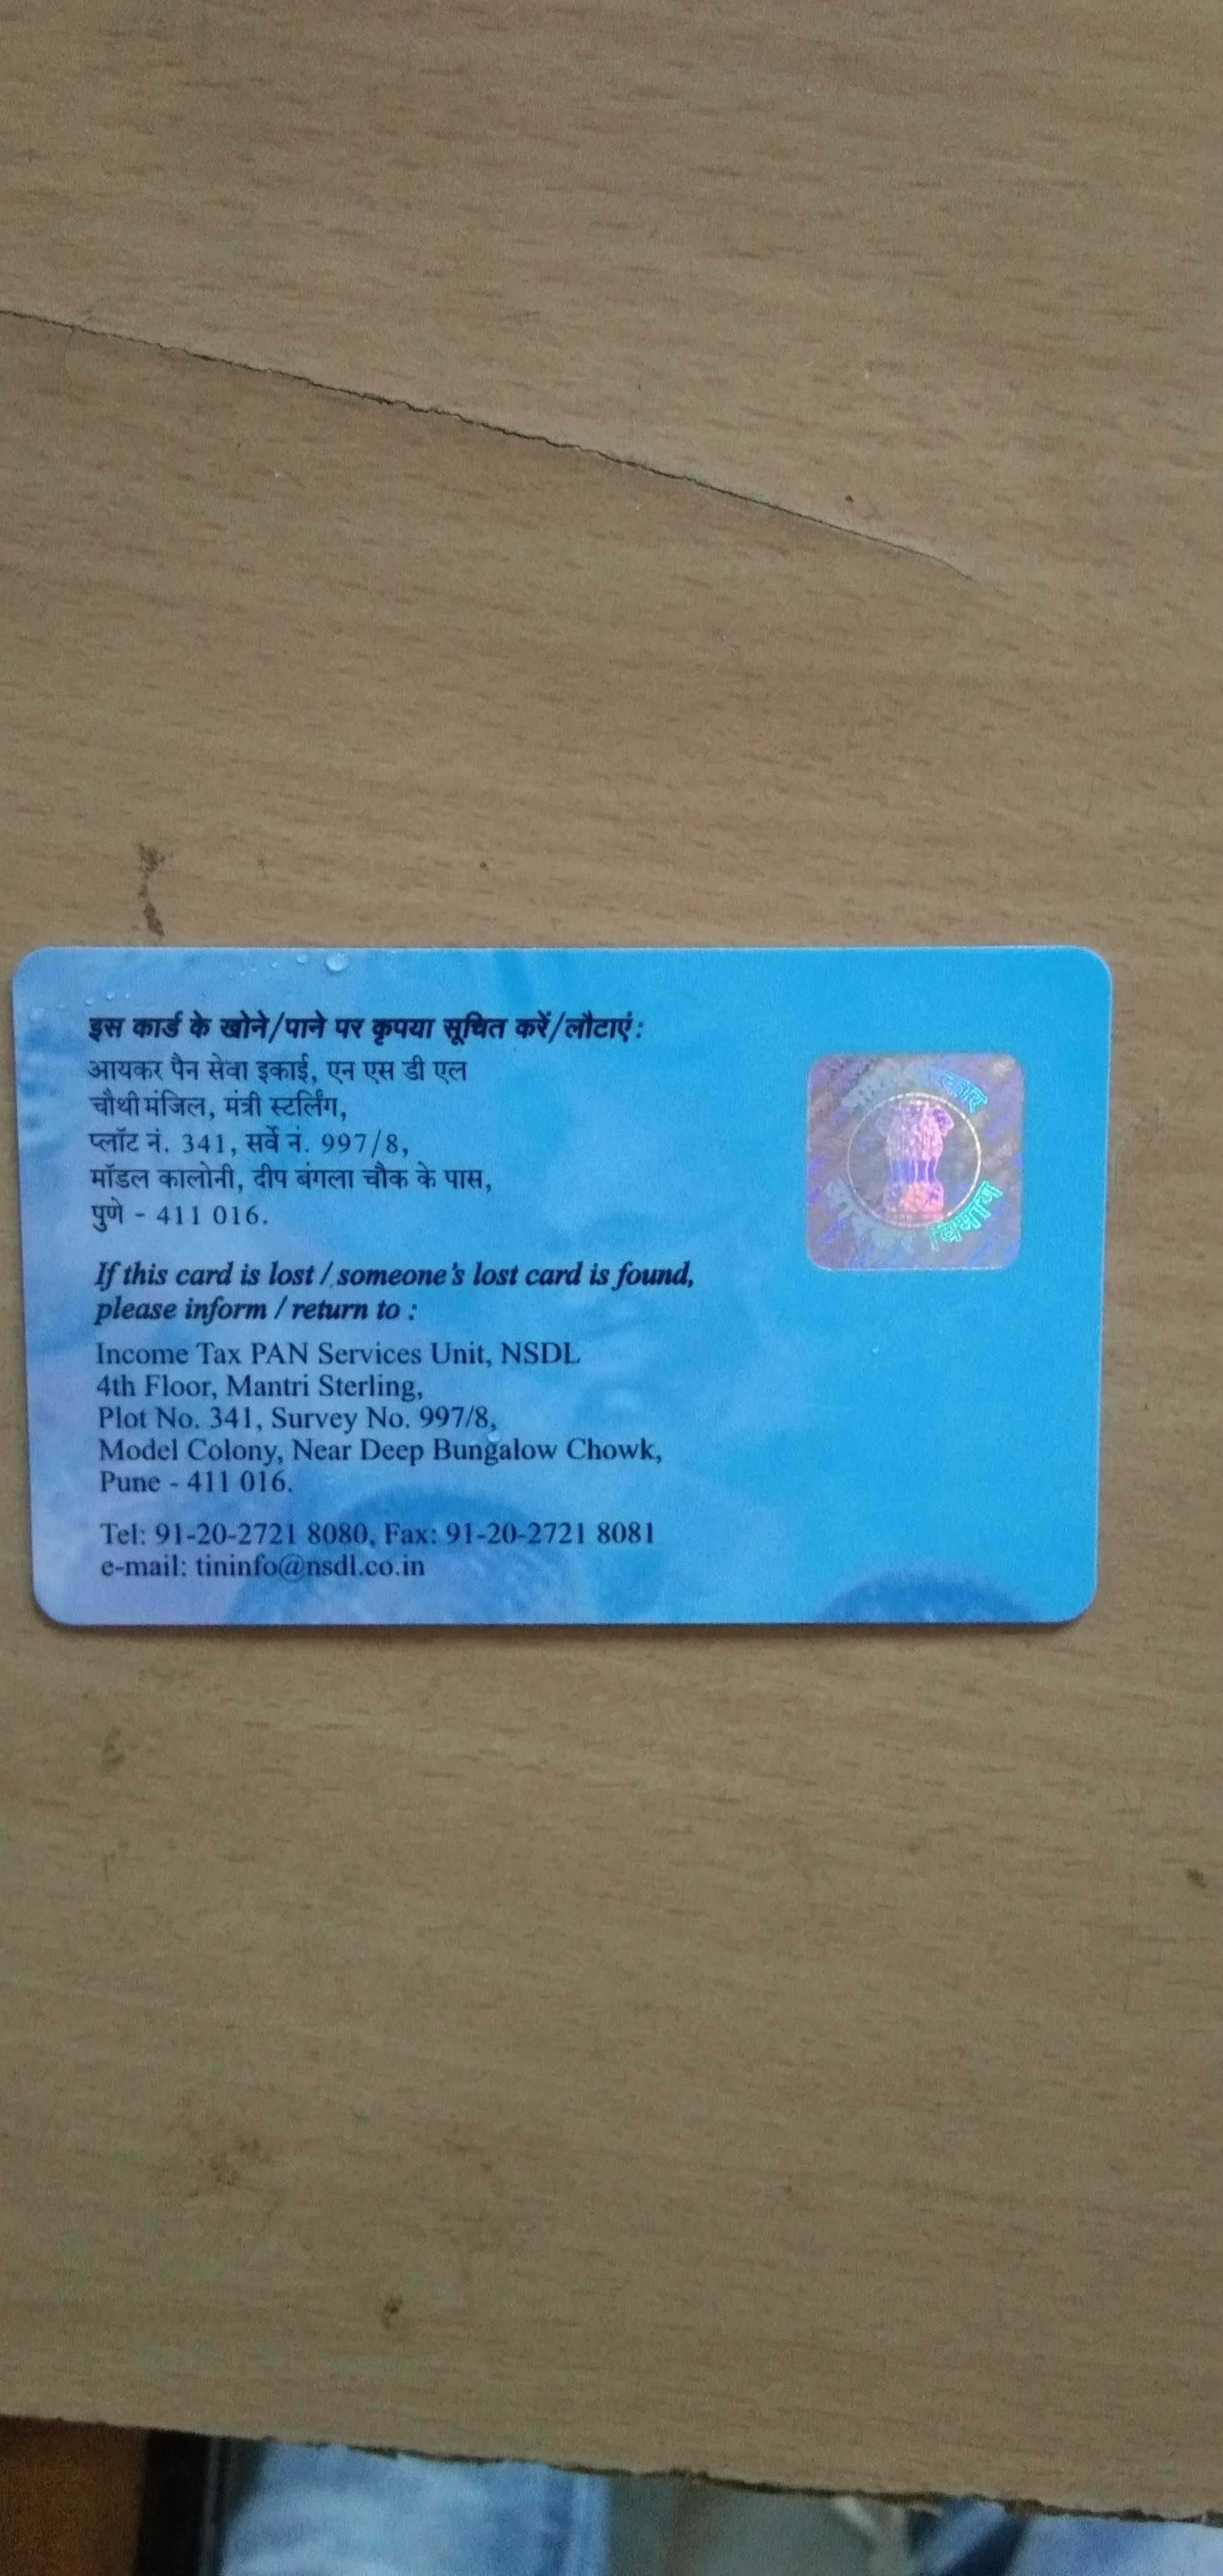 इस कार्ड के खोने/पाने पर कृपया सूचित करें/लौटाएं:
आयकर पैन सेवा इकाई, एन एस डी एल
चौथी मंजिल, मंत्री स्टर्लिंग,
प्लॉट नं. 341, सर्वे नं. 997/8,
मॉडल कालोनी, दीप बंगला चौक के पास,
पुणे - 411 016.
If this card is lost / someone's lost card is found,
please inform / return to :
Income Tax PAN Services Unit, NSDL
4th Floor, Mantri Sterling,
Plot No. 341, Survey No. 997/8,
Model Colony, Near Deep Bungalow Chowk,
Pune - 411 016.
Tel: 91-20-2721 8080, Fax: 91-20-2721 8081
e-mail: tininfo@nsdl.co.in
विभाग